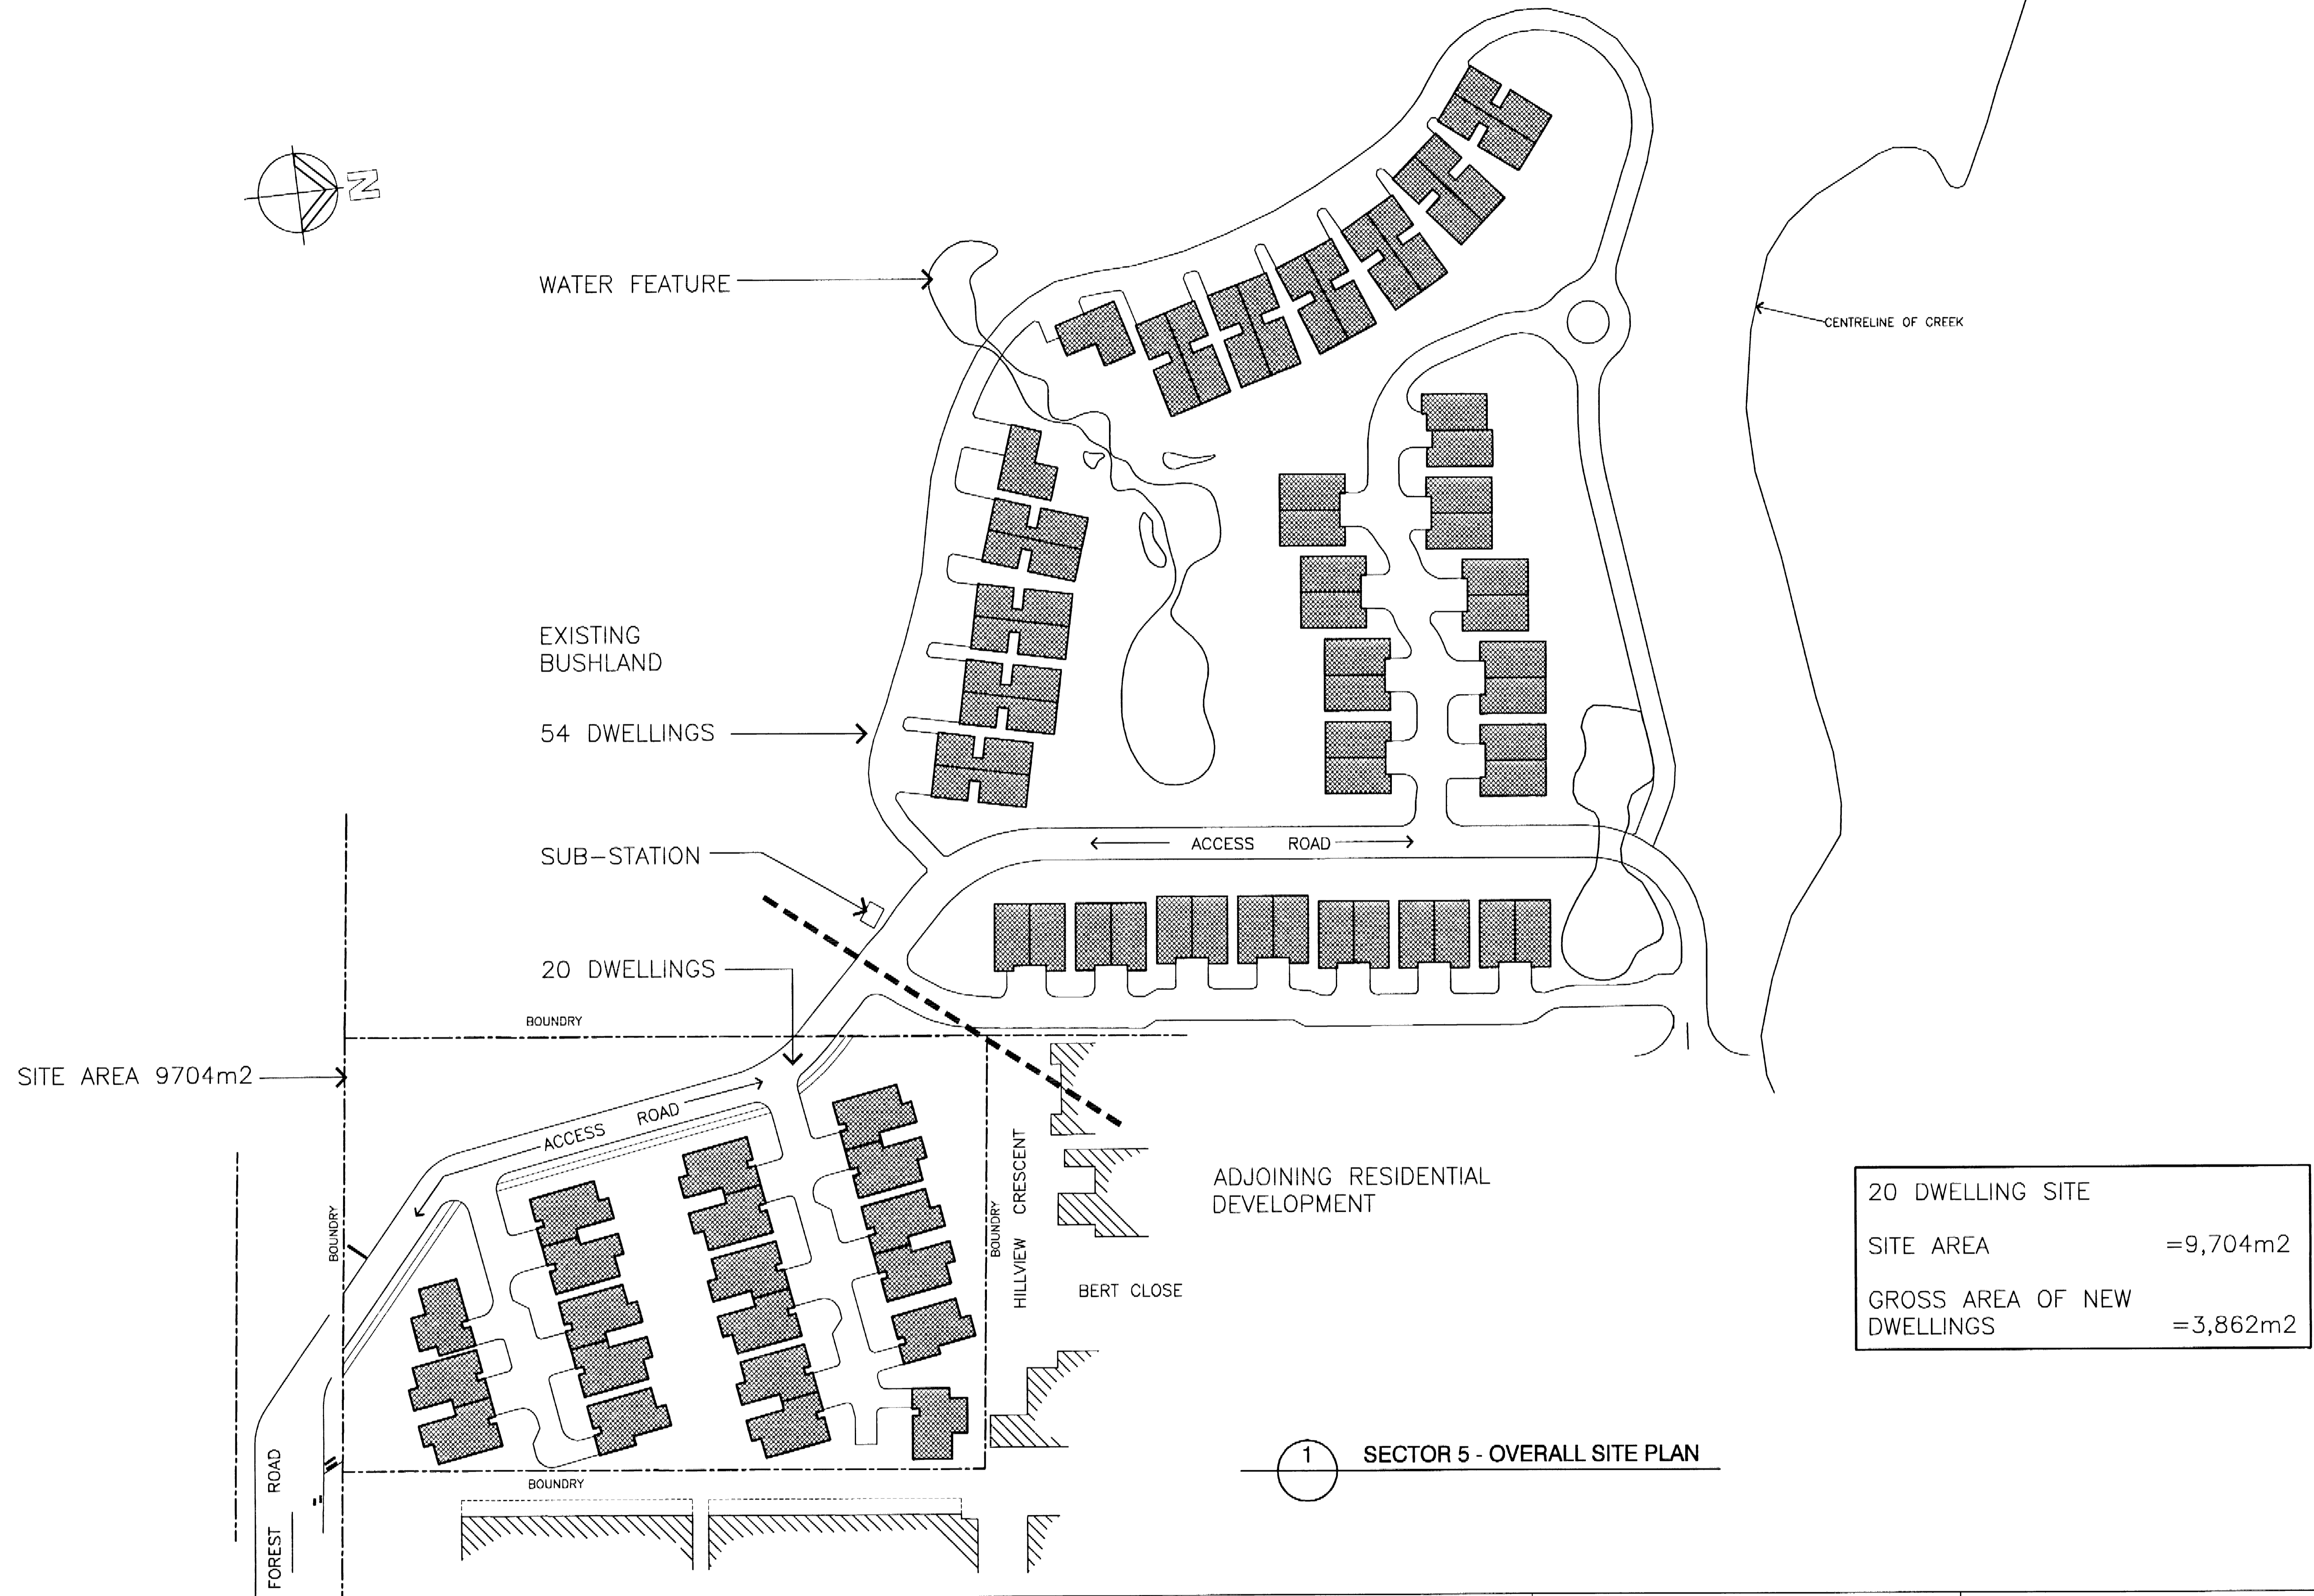 N
WATER FEATURE
CENTRELINE OF CREEK
EXISTING
BUSHLAND
54 DWELLINGS
ACCESS ROAD
SUB-STATION
20 DWELLINGS
BOUNDRY
SITE AREA 9704m2
ACCESS ROAD
BOUNDRY
BOUNDRY
HILLVIEW CRESCENT
ADJOINING RESIDENTIAL
DEVELOPMENT
BERT CLOSE
20 DWELLING SITE
SITE AREA =9,704m2
GROSS AREA OF NEW
DWELLINGS =3,862m2
1 SECTOR 5 - OVERALL SITE PLAN
BOUNDRY
FOREST ROAD